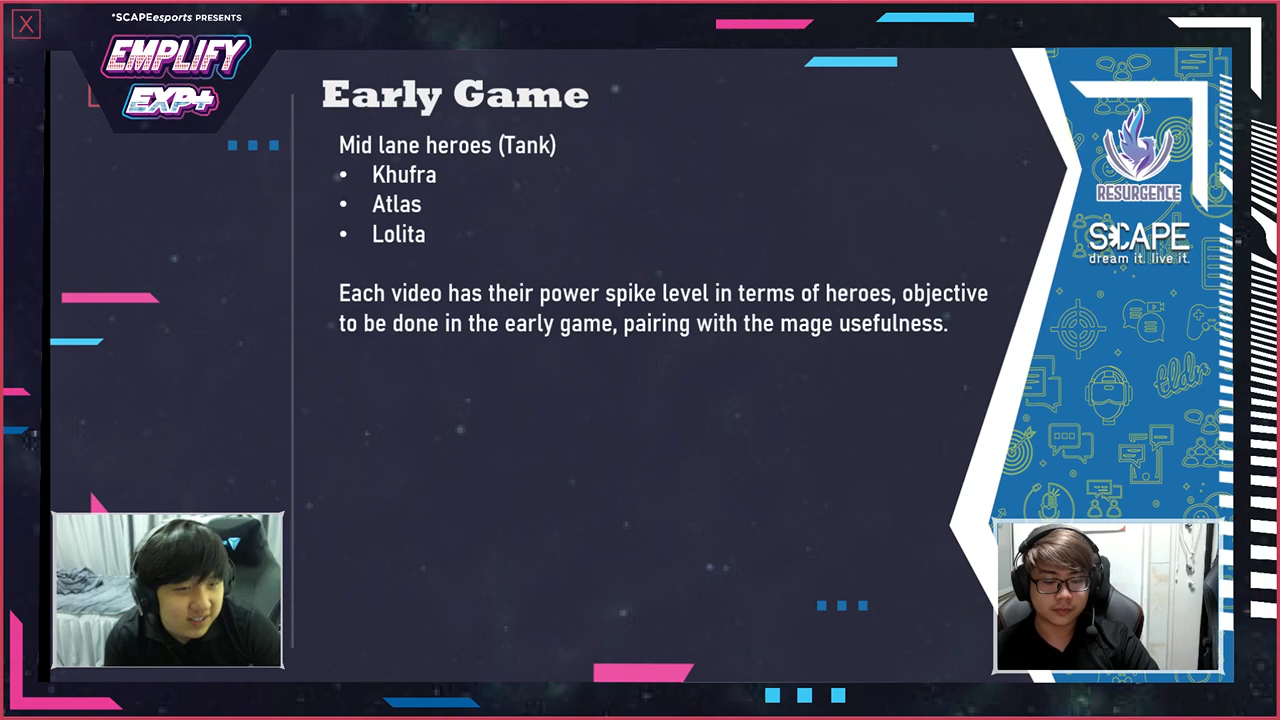 *SCAPEesports PRESENTS
EMPLIFY
EXP+
Early Game
Mid lane heroes (Tank)
• Khufra
• Atlas
• Lolita
Each video has their power spike level in terms of heroes, objective
to be done in the early game, pairing with the mage usefulness.
RESURGENCE
S*CAPE
dream it. live it.
tldr